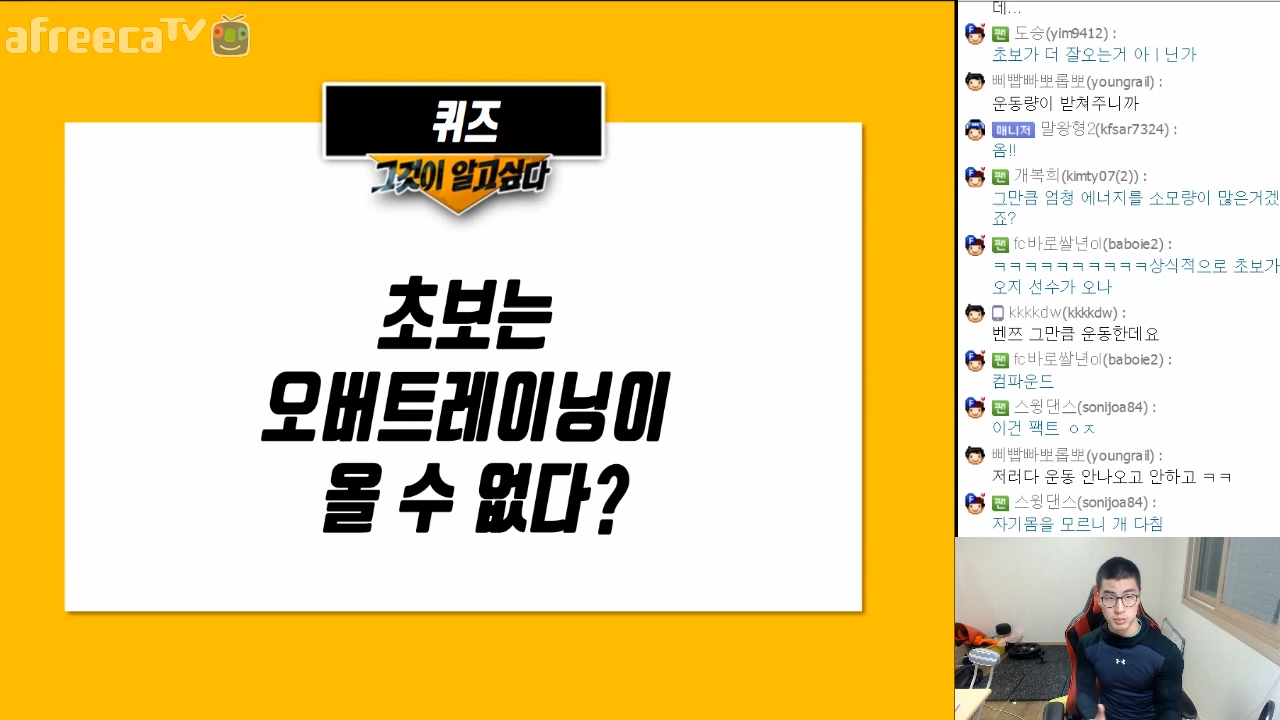 afreecaTV
퀴즈
그것이 알고싶다
초보는
오버트레이닝이
올 수 없다?
데...
팬 도승(yim9412) :
초보가 더 잘오는거 아ㅣ닌가
삐빱빠뽀롭뽀(youngrail) :
운동량이 받쳐주니까
매니저 말왕형2(kfsar7324) :
옴!!
팬 개복희(kimty07(2)) :
그만큼 엄청 에너지를 소모량이 많은거겠
죠?
팬 fc바로쌀년이(baboie2) :
ㅋㅋㅋㅋㅋㅋㅋㅋㅋㅋ상식적으로 초보가
오지 선수가 오나
kkkkdw(kkkkdw) :
벤쯔 그만큼 운동한데요
팬 fc바로쌀년이(baboie2) :
컴파운드
팬 스윙댄스(sonijoa84) :
이건 팩트 ㅇㅈ
삐빱빠뽀롭뽀(youngrail) :
저러다 운동 안나오고 안하고 ㅋㅋ
팬 스윙댄스(sonijoa84) :
자기몸을 모르니 개 다침